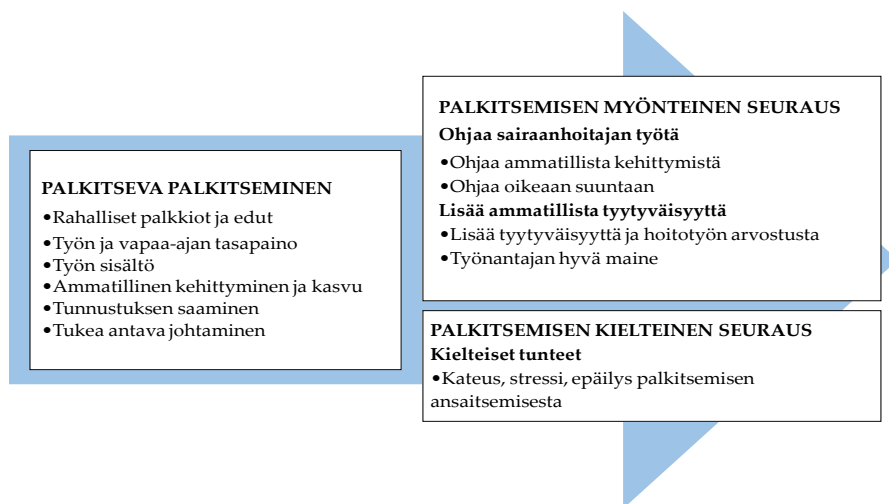 PALKITSEVA PALKITSEMINEN
•Rahalliset palkkiot ja edut
•Työn ja vapaa-ajan tasapaino
•Työn sisältö
•Ammatillinen kehittyminen ja kasvu
•Tunnustuksen saaminen
•Tukea antava johtaminen
PALKITSEMISEN MYÖNTEINEN SEURAUS
Ohjaa sairaanhoitajan työtä
•Ohjaa ammatillista kehittymistä
•Ohjaa oikeaan suuntaan
Lisää ammatillista tyytyväisyyttä
•Lisää tyytyväisyyttä ja hoitotyön arvostusta
•Työnantajan hyvä maine
PALKITSEMISEN KIELTEINEN SEURAUS
Kielteiset tunteet
•Kateus, stressi, epäilys palkitsemisen
ansaitsemisesta